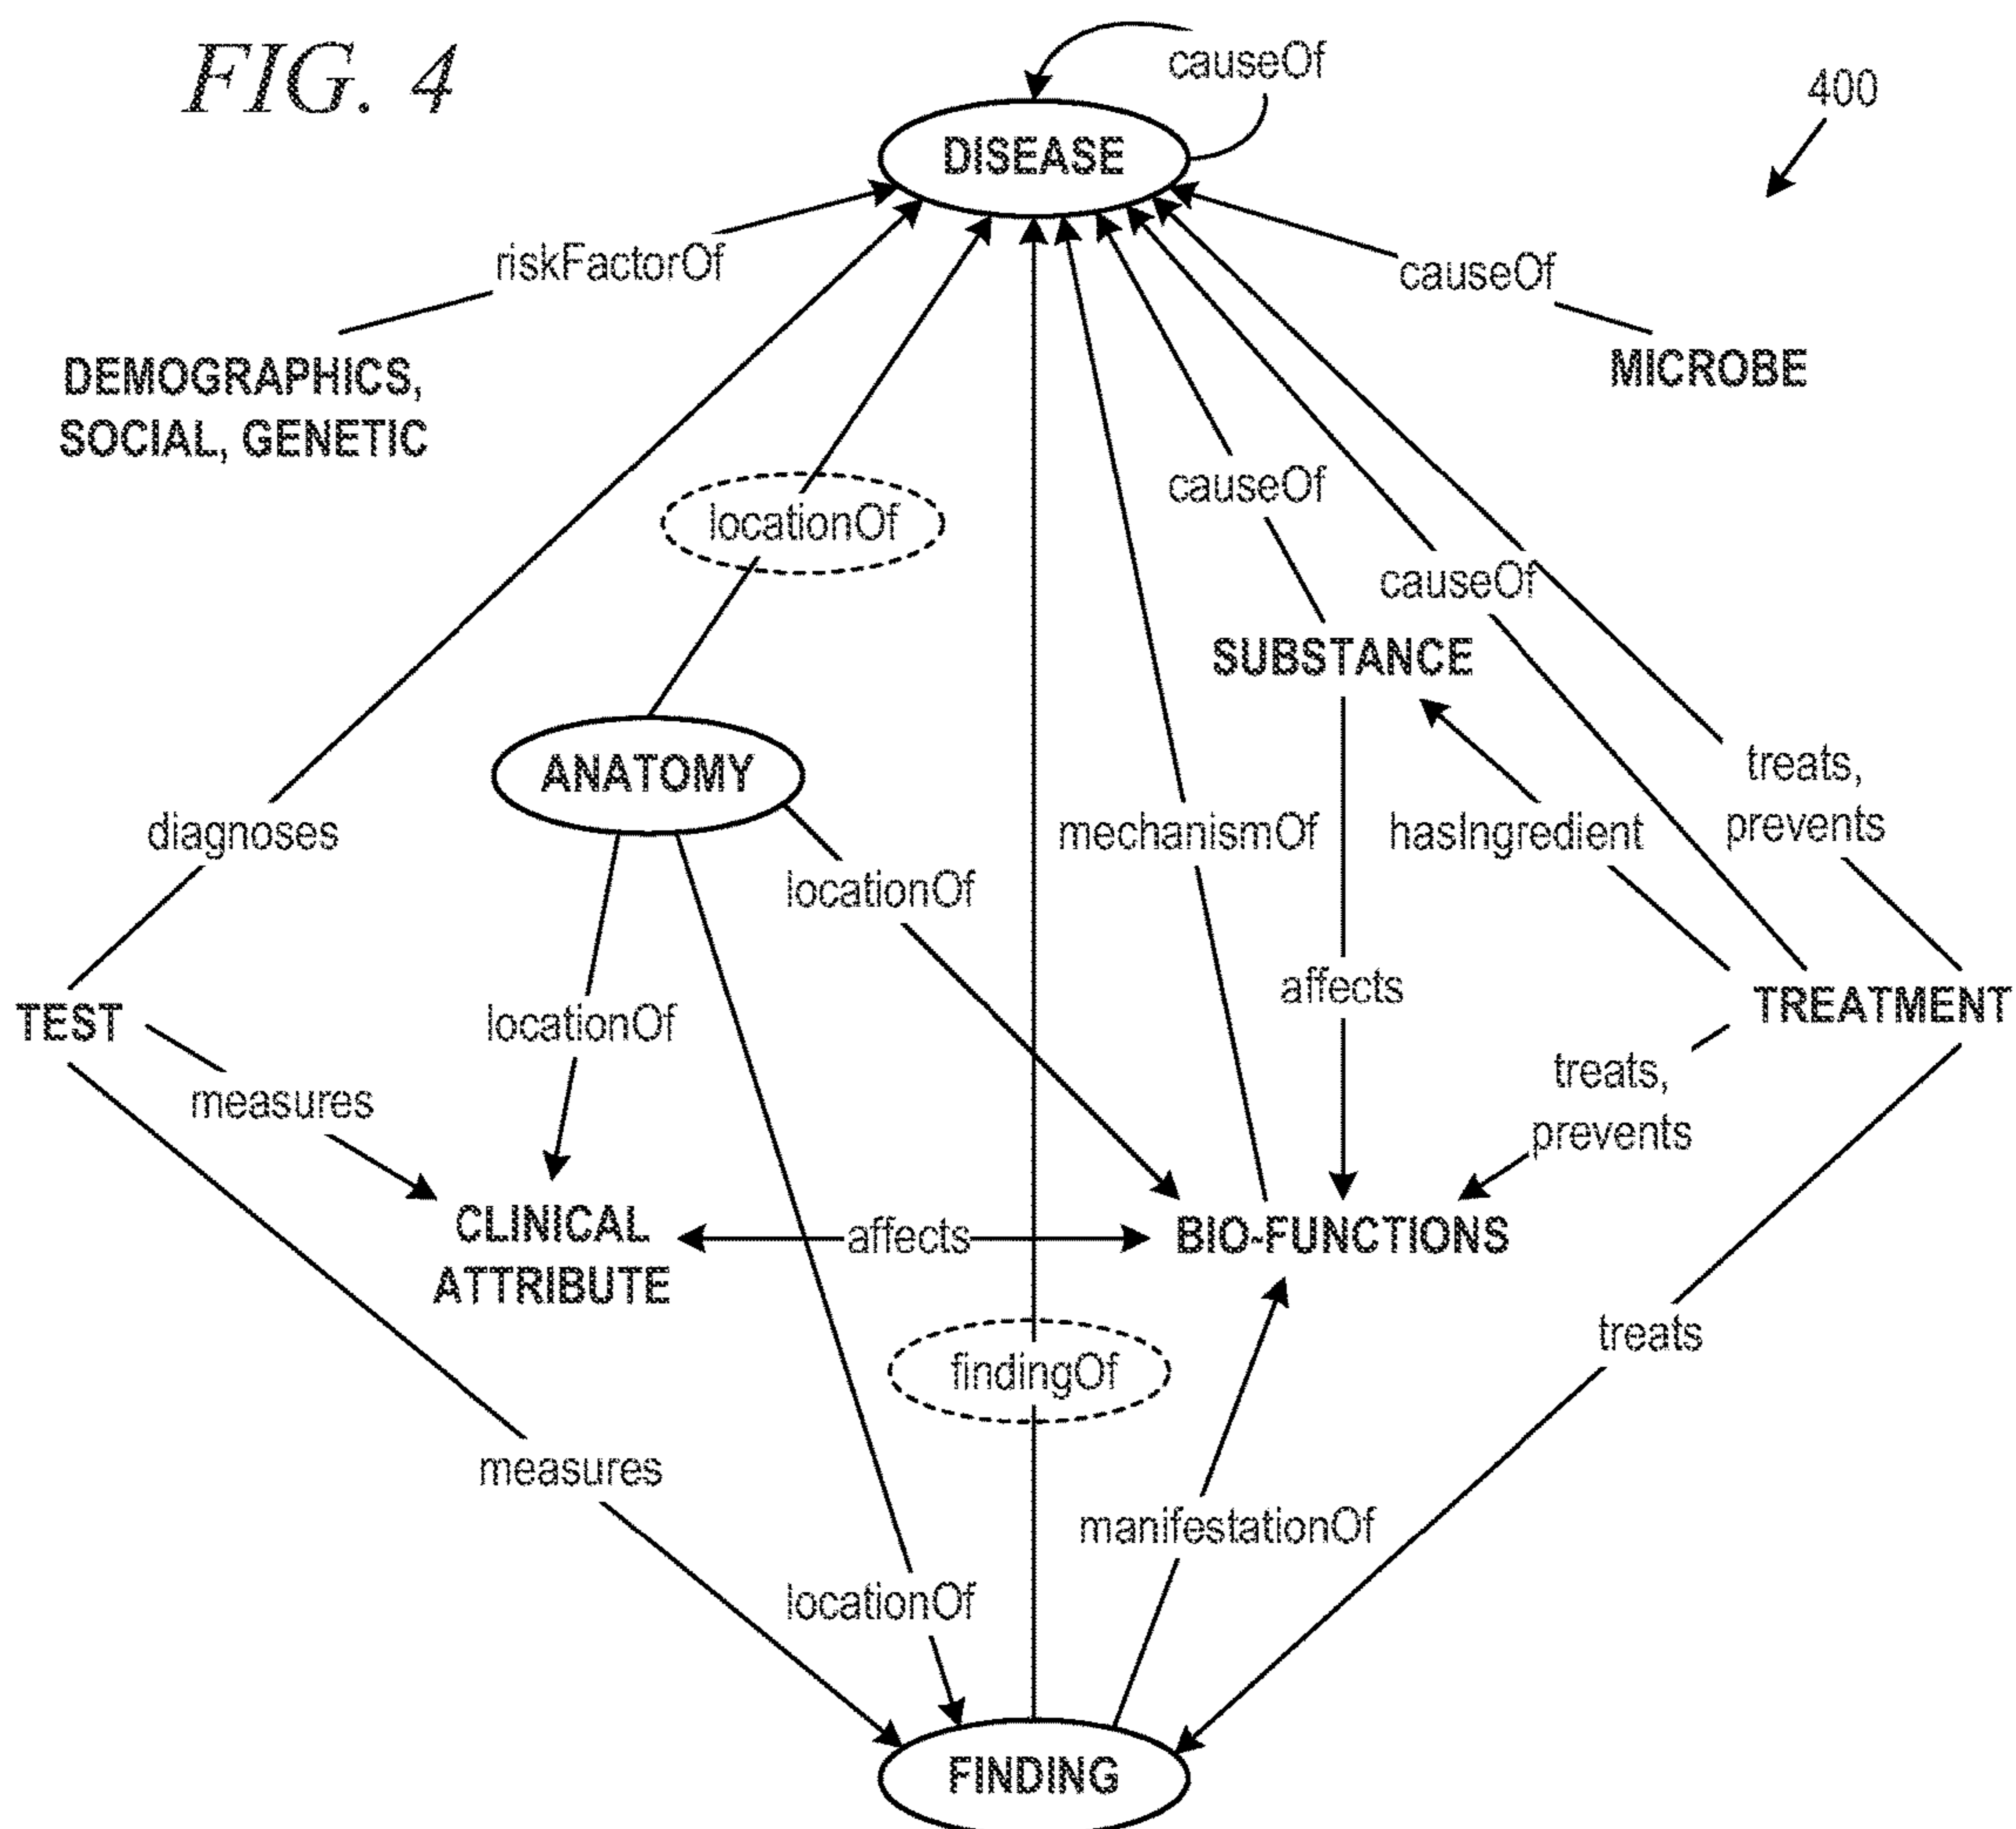 FIG. 4
causeOf
400
DISEASE
riskFactorOf
causeOf
DEMOGRAPHICS,
SOCIAL, GENETIC
MICROBE
locationOf
causeOf
causeOf
SUBSTANCE
ANATOMY
treats,
prevents
diagnoses
mechanismOf
hasIngredient
locationOf
affects
TEST
locationOf
TREATMENT
measures
treats,
prevents
CLINICAL
ATTRIBUTE
affects
BIO-FUNCTIONS
treats
findingOf
measures
manifestationOf
locationOf
FINDING